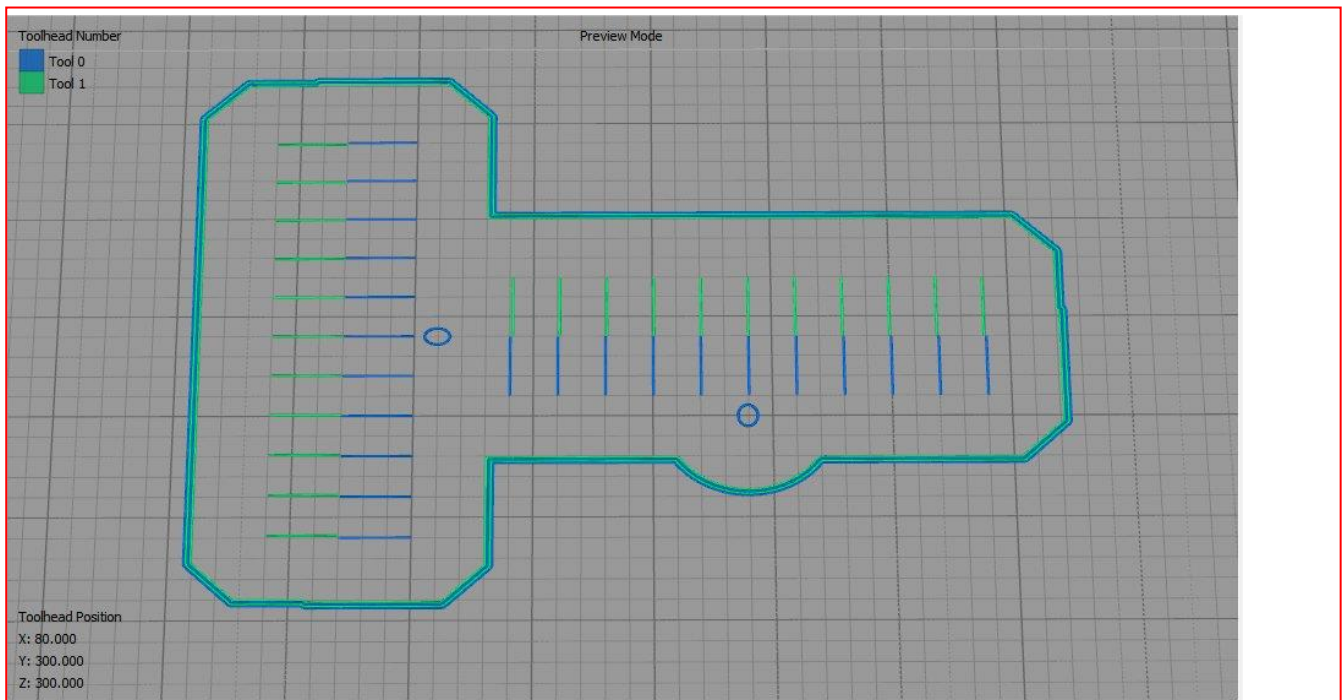 Toolhead Number
Preview Mode
Tool 0
Tool 1
Toolhead Position
X: 80.000
Y: 300.000
Z: 300.000